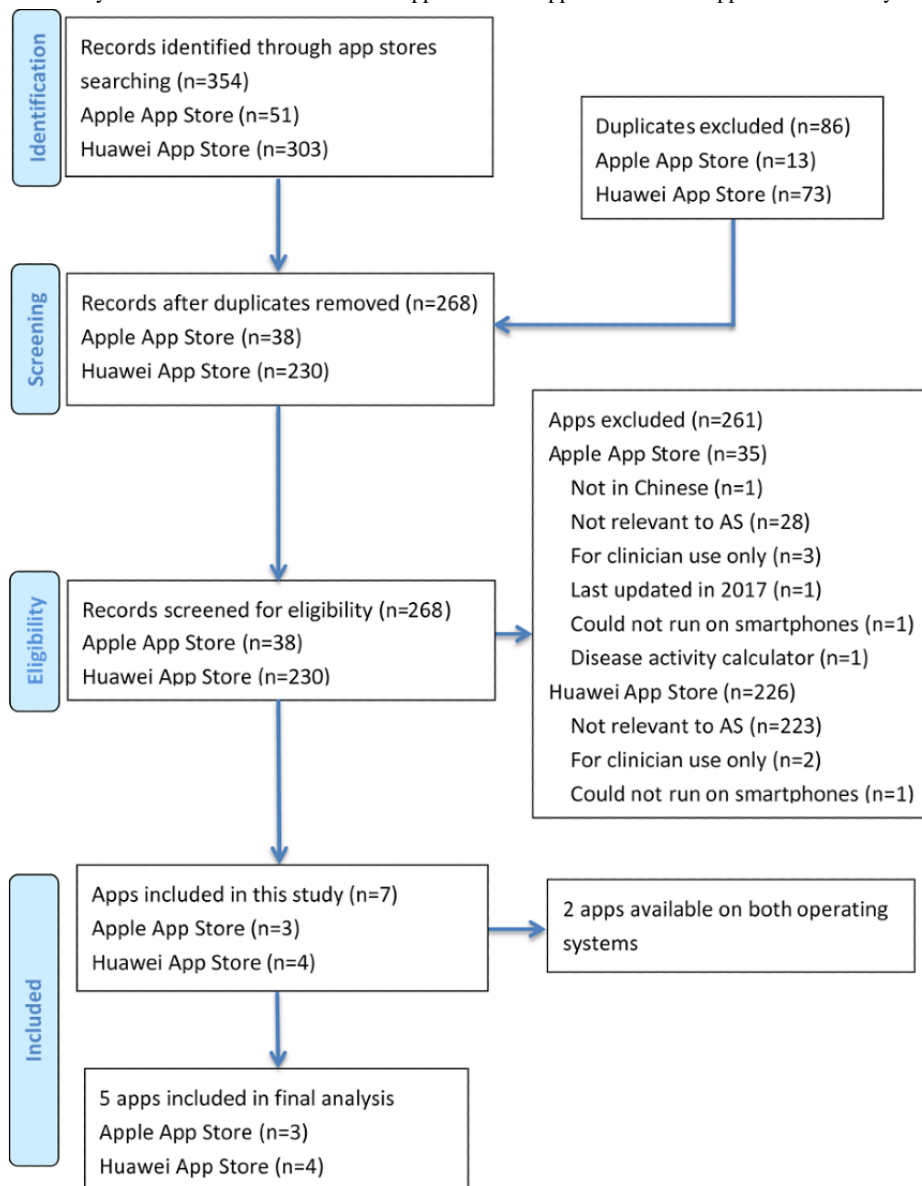 Identification
Records identified through app stores
searching (n=354)
Apple App Store (n=51)
Huawei App Store (n=303)
Duplicates excluded (n=86)
Apple App Store (n=13)
Huawei App Store (n=73)
Screening
Records after duplicates removed (n=268)
Apple App Store (n=38)
Huawei App Store (n=230)
Eligibility
Records screened for eligibility (n=268)
Apple App Store (n=38)
Huawei App Store (n=230)
Apps excluded (n=261)
Apple App Store (n=35)
Not in Chinese (n=1)
Not relevant to AS (n=28)
For clinician use only (n=3)
Last updated in 2017 (n=1)
Could not run on smartphones (n=1)
Disease activity calculator (n=1)
Huawei App Store (n=226)
Not relevant to AS (n=223)
For clinician use only (n=2)
Could not run on smartphones (n=1)
Included
Apps included in this study (n=7)
Apple App Store (n=3)
Huawei App Store (n=4)
2 apps available on both operating
systems
5 apps included in final analysis
Apple App Store (n=3)
Huawei App Store (n=4)